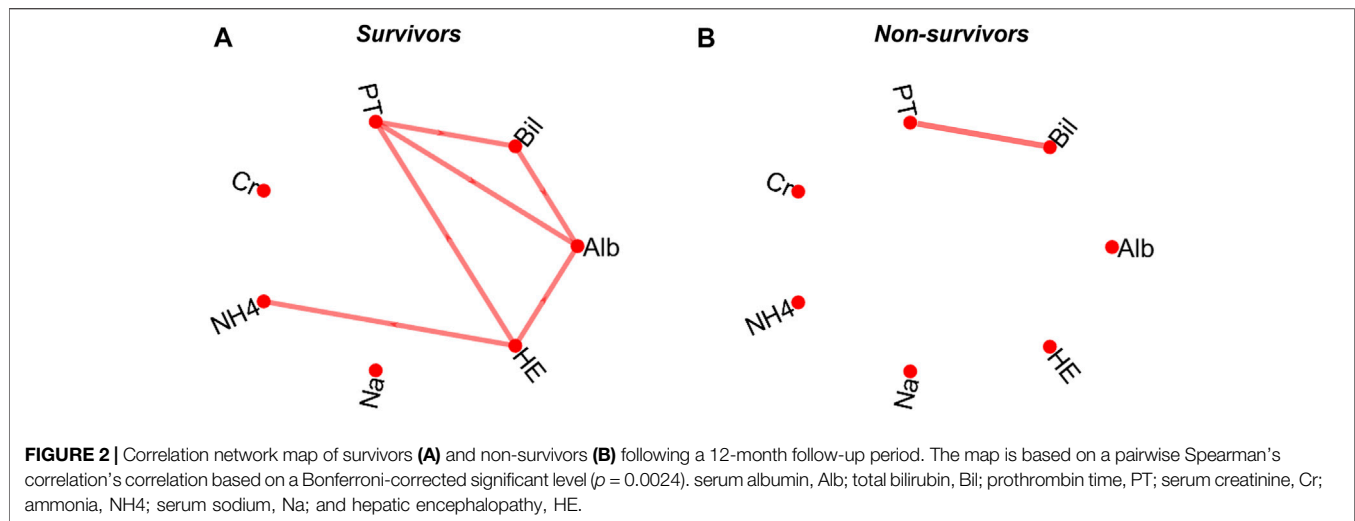 A Survivors
B Non-survivors
PT
Bil
Cr
Alb
NH4
HE
Na
PT
Bil
Cr
Alb
NH4
HE
Na
FIGURE 2 | Correlation network map of survivors (A) and non-survivors (B) following a 12-month follow-up period. The map is based on a pairwise Spearman's
correlation's correlation based on a Bonferroni-corrected significant level (p = 0.0024). serum albumin, Alb; total bilirubin, Bil; prothrombin time, PT; serum creatinine, Cr;
ammonia, NH4; serum sodium, Na; and hepatic encephalopathy, HE.